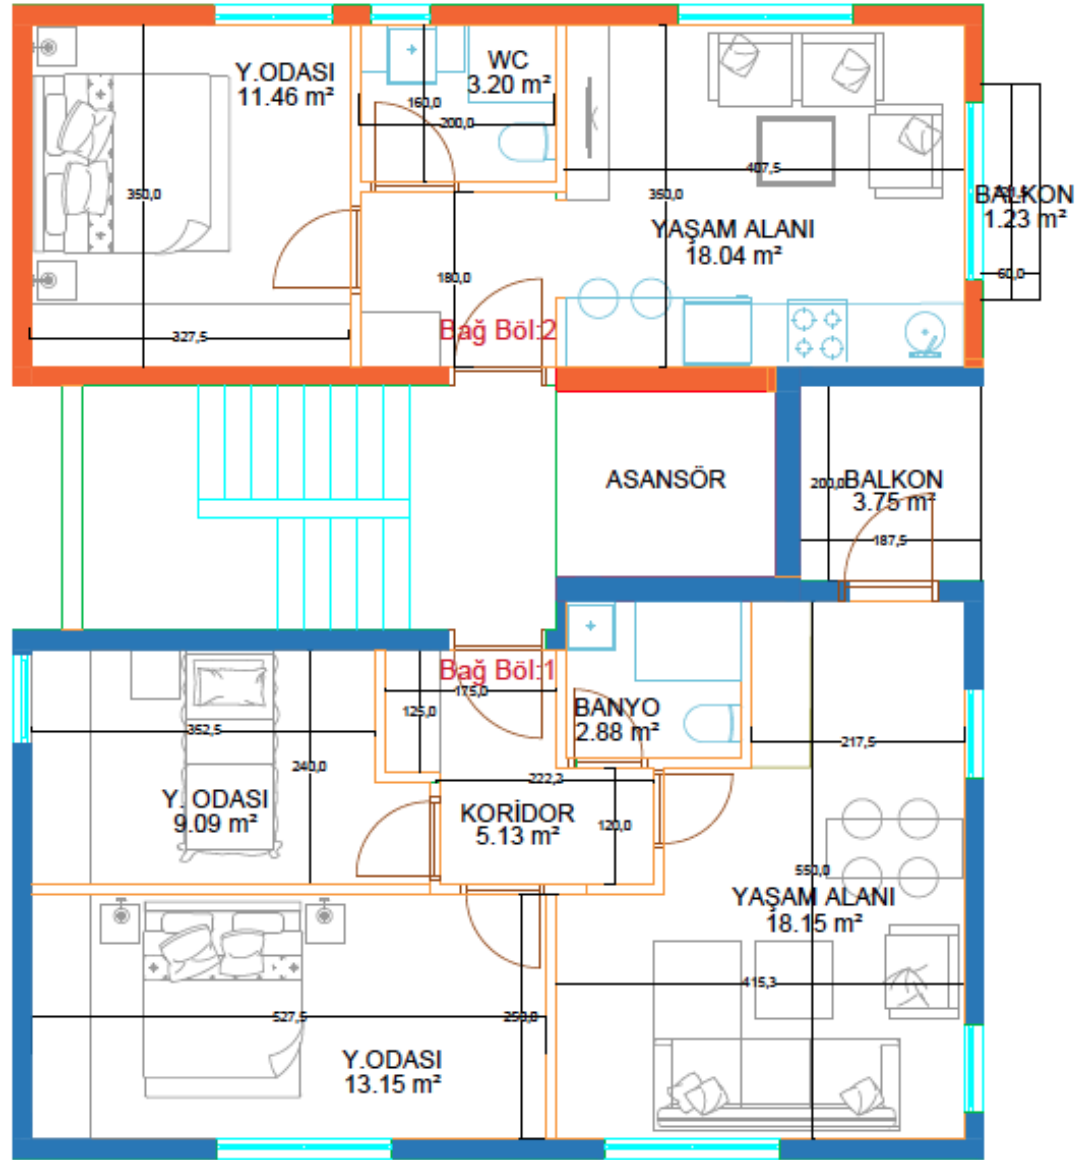 Y.ODASI
11.46 m²
WC
3.20 m²
160,0
200,0
350,0
407,5
350,0
BALKON
1.23 m²
YAŞAM ALANI
18.04 m²
180,0
60,0
Bağ Böl:2
327,5
ASANSÖR
200,0
BALKON
3.75 m²
187,5
Bağ Böl:1
175,0
125,0
BANYO
2.88 m²
352,5
217,5
240,0
222,2
Y. ODASI
9.09 m²
KORİDOR
5.13 m²
120,0
550,0
YAŞAM ALANI
18.15 m²
415,3
527,5
250,0
Y.ODASI
13.15 m²